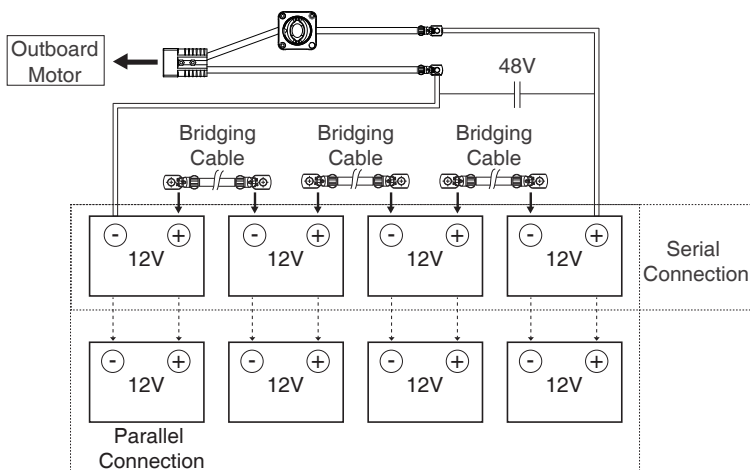 Outboard
Motor
48V
Bridging
Cable
Bridging
Cable
Bridging
Cable
- +
12V
- +
12V
- +
12V
- +
12V
Serial
Connection
- +
12V
- +
12V
- +
12V
- +
12V
Parallel
Connection